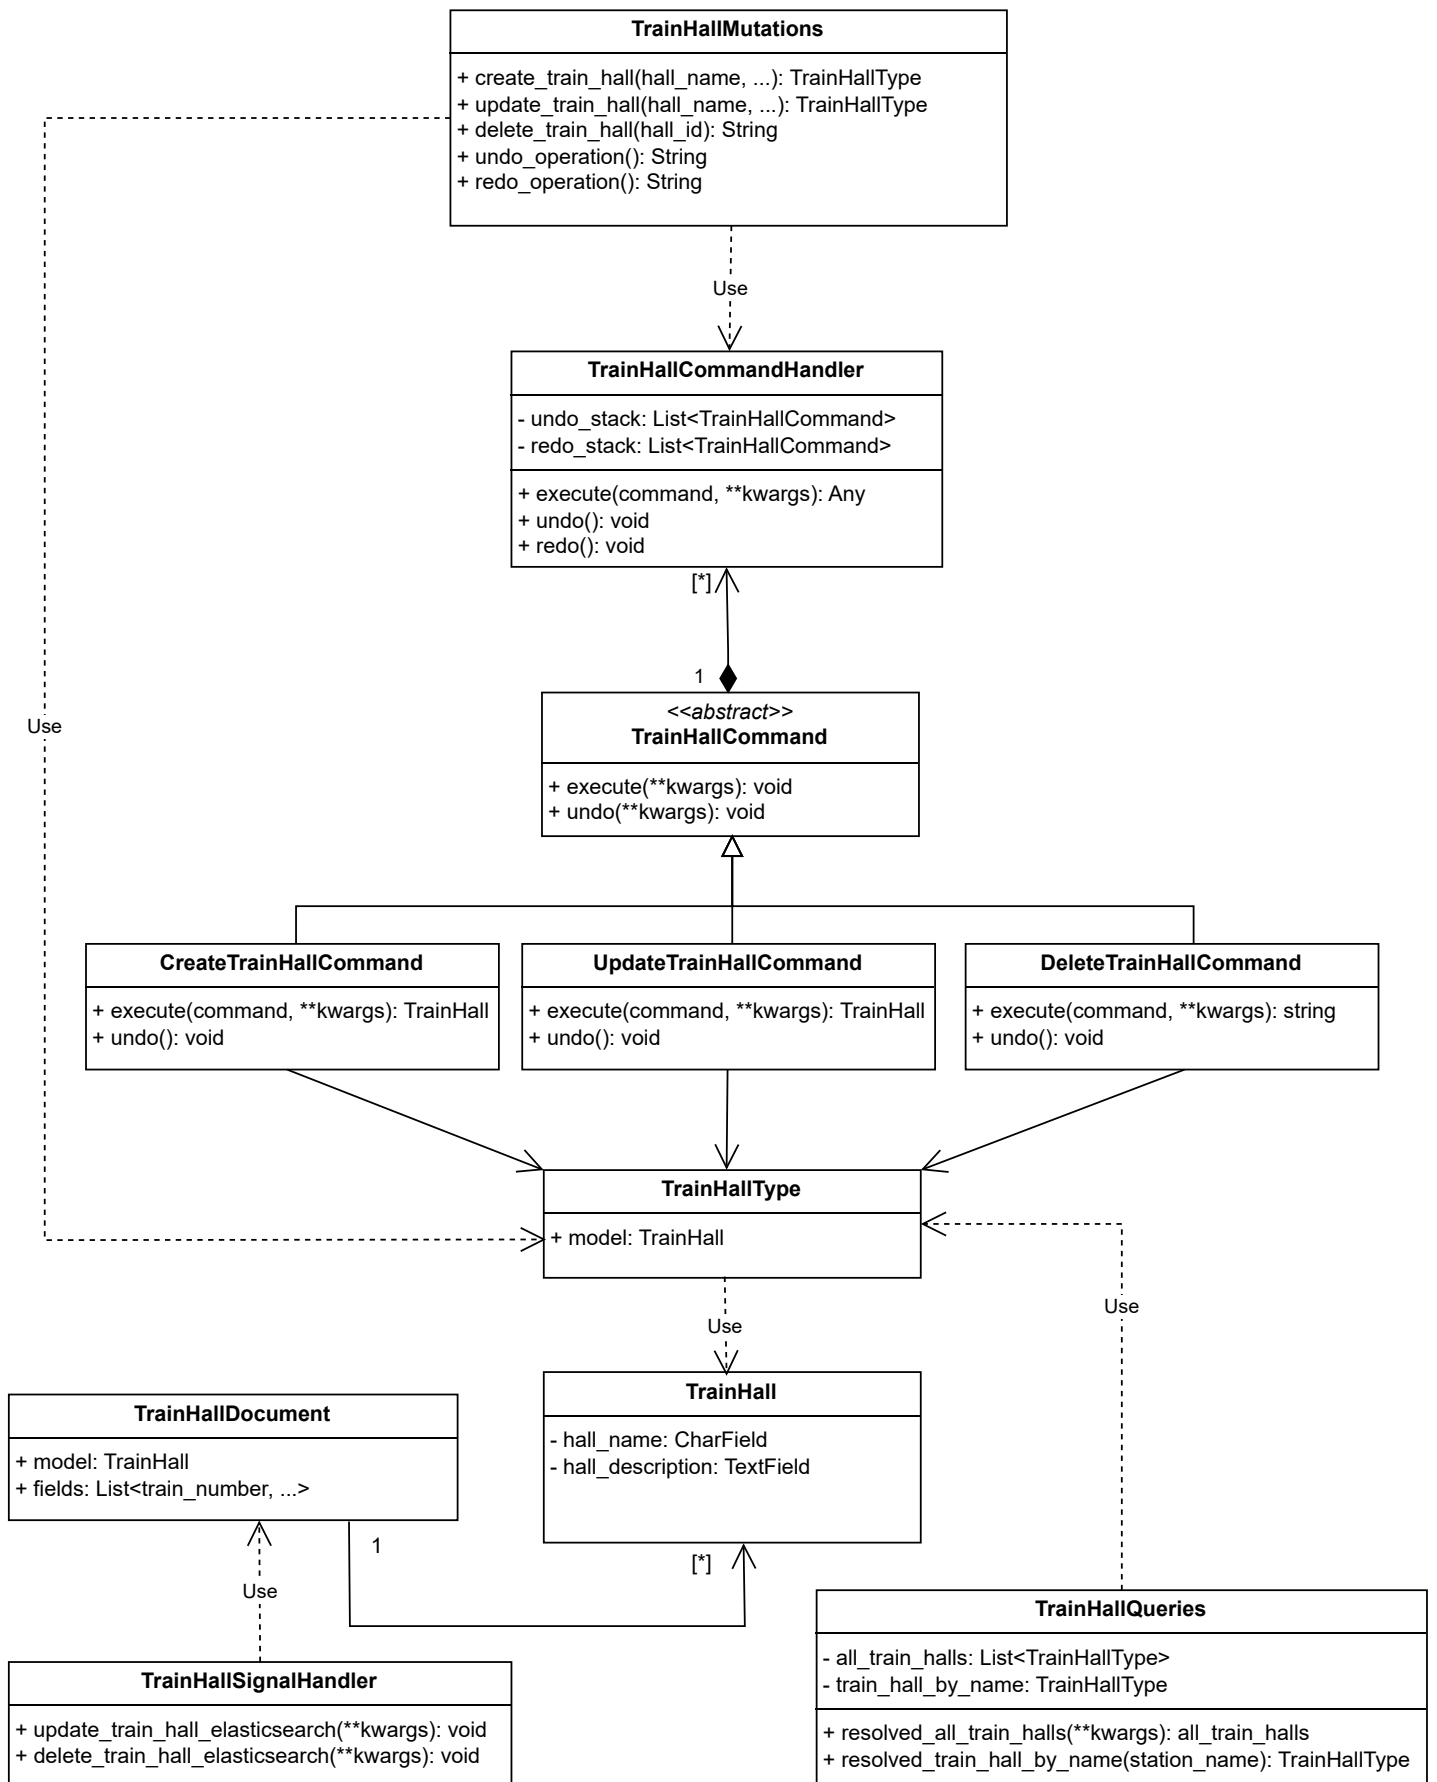 TrainHallMutations
+ create_train_hall(hall_name, ...): TrainHallType
+ update_train_hall(hall_name, ...): TrainHallType
+ delete_train_hall(hall_id): String
+ undo_operation(): String
+ redo_operation(): String
Use
TrainHallCommandHandler
- undo_stack: List<TrainHallCommand>
- redo_stack: List<TrainHallCommand>
+ execute(command, **kwargs): Any
+ undo(): void
+ redo(): void
[*]
1
<<abstract>>
TrainHallCommand
+ execute(**kwargs): void
+ undo(**kwargs): void
Use
CreateTrainHallCommand
+ execute(command, **kwargs): TrainHall
+ undo(): void
UpdateTrainHallCommand
+ execute(command, **kwargs): TrainHall
+ undo(): void
DeleteTrainHallCommand
+ execute(command, **kwargs): string
+ undo(): void
TrainHallType
+ model: TrainHall
Use
Use
TrainHall
- hall_name: CharField
- hall_description: TextField
TrainHallDocument
+ model: TrainHall
+ fields: List<train_number, ...>
1
[*]
Use
TrainHallSignalHandler
+ update_train_hall_elasticsearch(**kwargs): void
+ delete_train_hall_elasticsearch(**kwargs): void
TrainHallQueries
- all_train_halls: List<TrainHallType>
- train_hall_by_name: TrainHallType
+ resolved_all_train_halls(**kwargs): all_train_halls
+ resolved_train_hall_by_name(station_name): TrainHallType